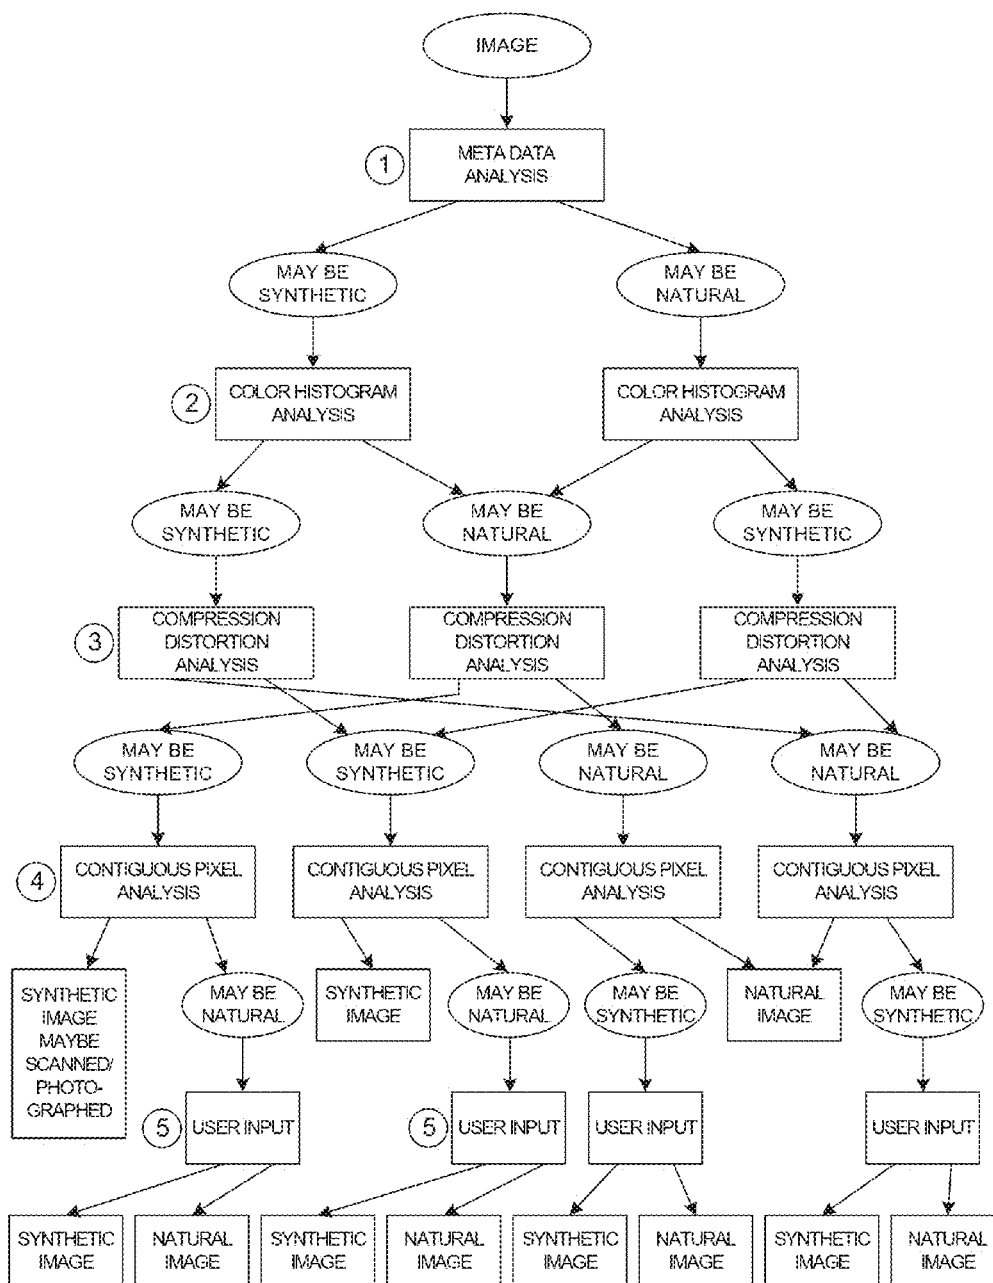 IMAGE
1
META DATA
ANALYSIS
MAY BE
SYNTHETIC
MAY BE
NATURAL
2
COLOR HISTOGRAM
ANALYSIS
COLOR HISTOGRAM
ANALYSIS
MAY BE
SYNTHETIC
MAY BE
NATURAL
MAY BE
SYNTHETIC
3
COMPRESSION
DISTORTION
ANALYSIS
COMPRESSION
DISTORTION
ANALYSIS
COMPRESSION
DISTORTION
ANALYSIS
MAY BE
SYNTHETIC
MAY BE
SYNTHETIC
MAY BE
NATURAL
MAY BE
NATURAL
4
CONTIGUOUS PIXEL
ANALYSIS
CONTIGUOUS PIXEL
ANALYSIS
CONTIGUOUS PIXEL
ANALYSIS
CONTIGUOUS PIXEL
ANALYSIS
SYNTHETIC
IMAGE
MAYBE
SCANNED/
PHOTO-
GRAPHED
MAY BE
NATURAL
SYNTHETIC
IMAGE
MAY BE
NATURAL
MAY BE
SYNTHETIC
NATURAL
IMAGE
MAY BE
SYNTHETIC
5
USER INPUT
5
USER INPUT
USER INPUT
USER INPUT
SYNTHETIC
IMAGE
NATURAL
IMAGE
SYNTHETIC
IMAGE
NATURAL
IMAGE
SYNTHETIC
IMAGE
NATURAL
IMAGE
SYNTHETIC
IMAGE
NATURAL
IMAGE